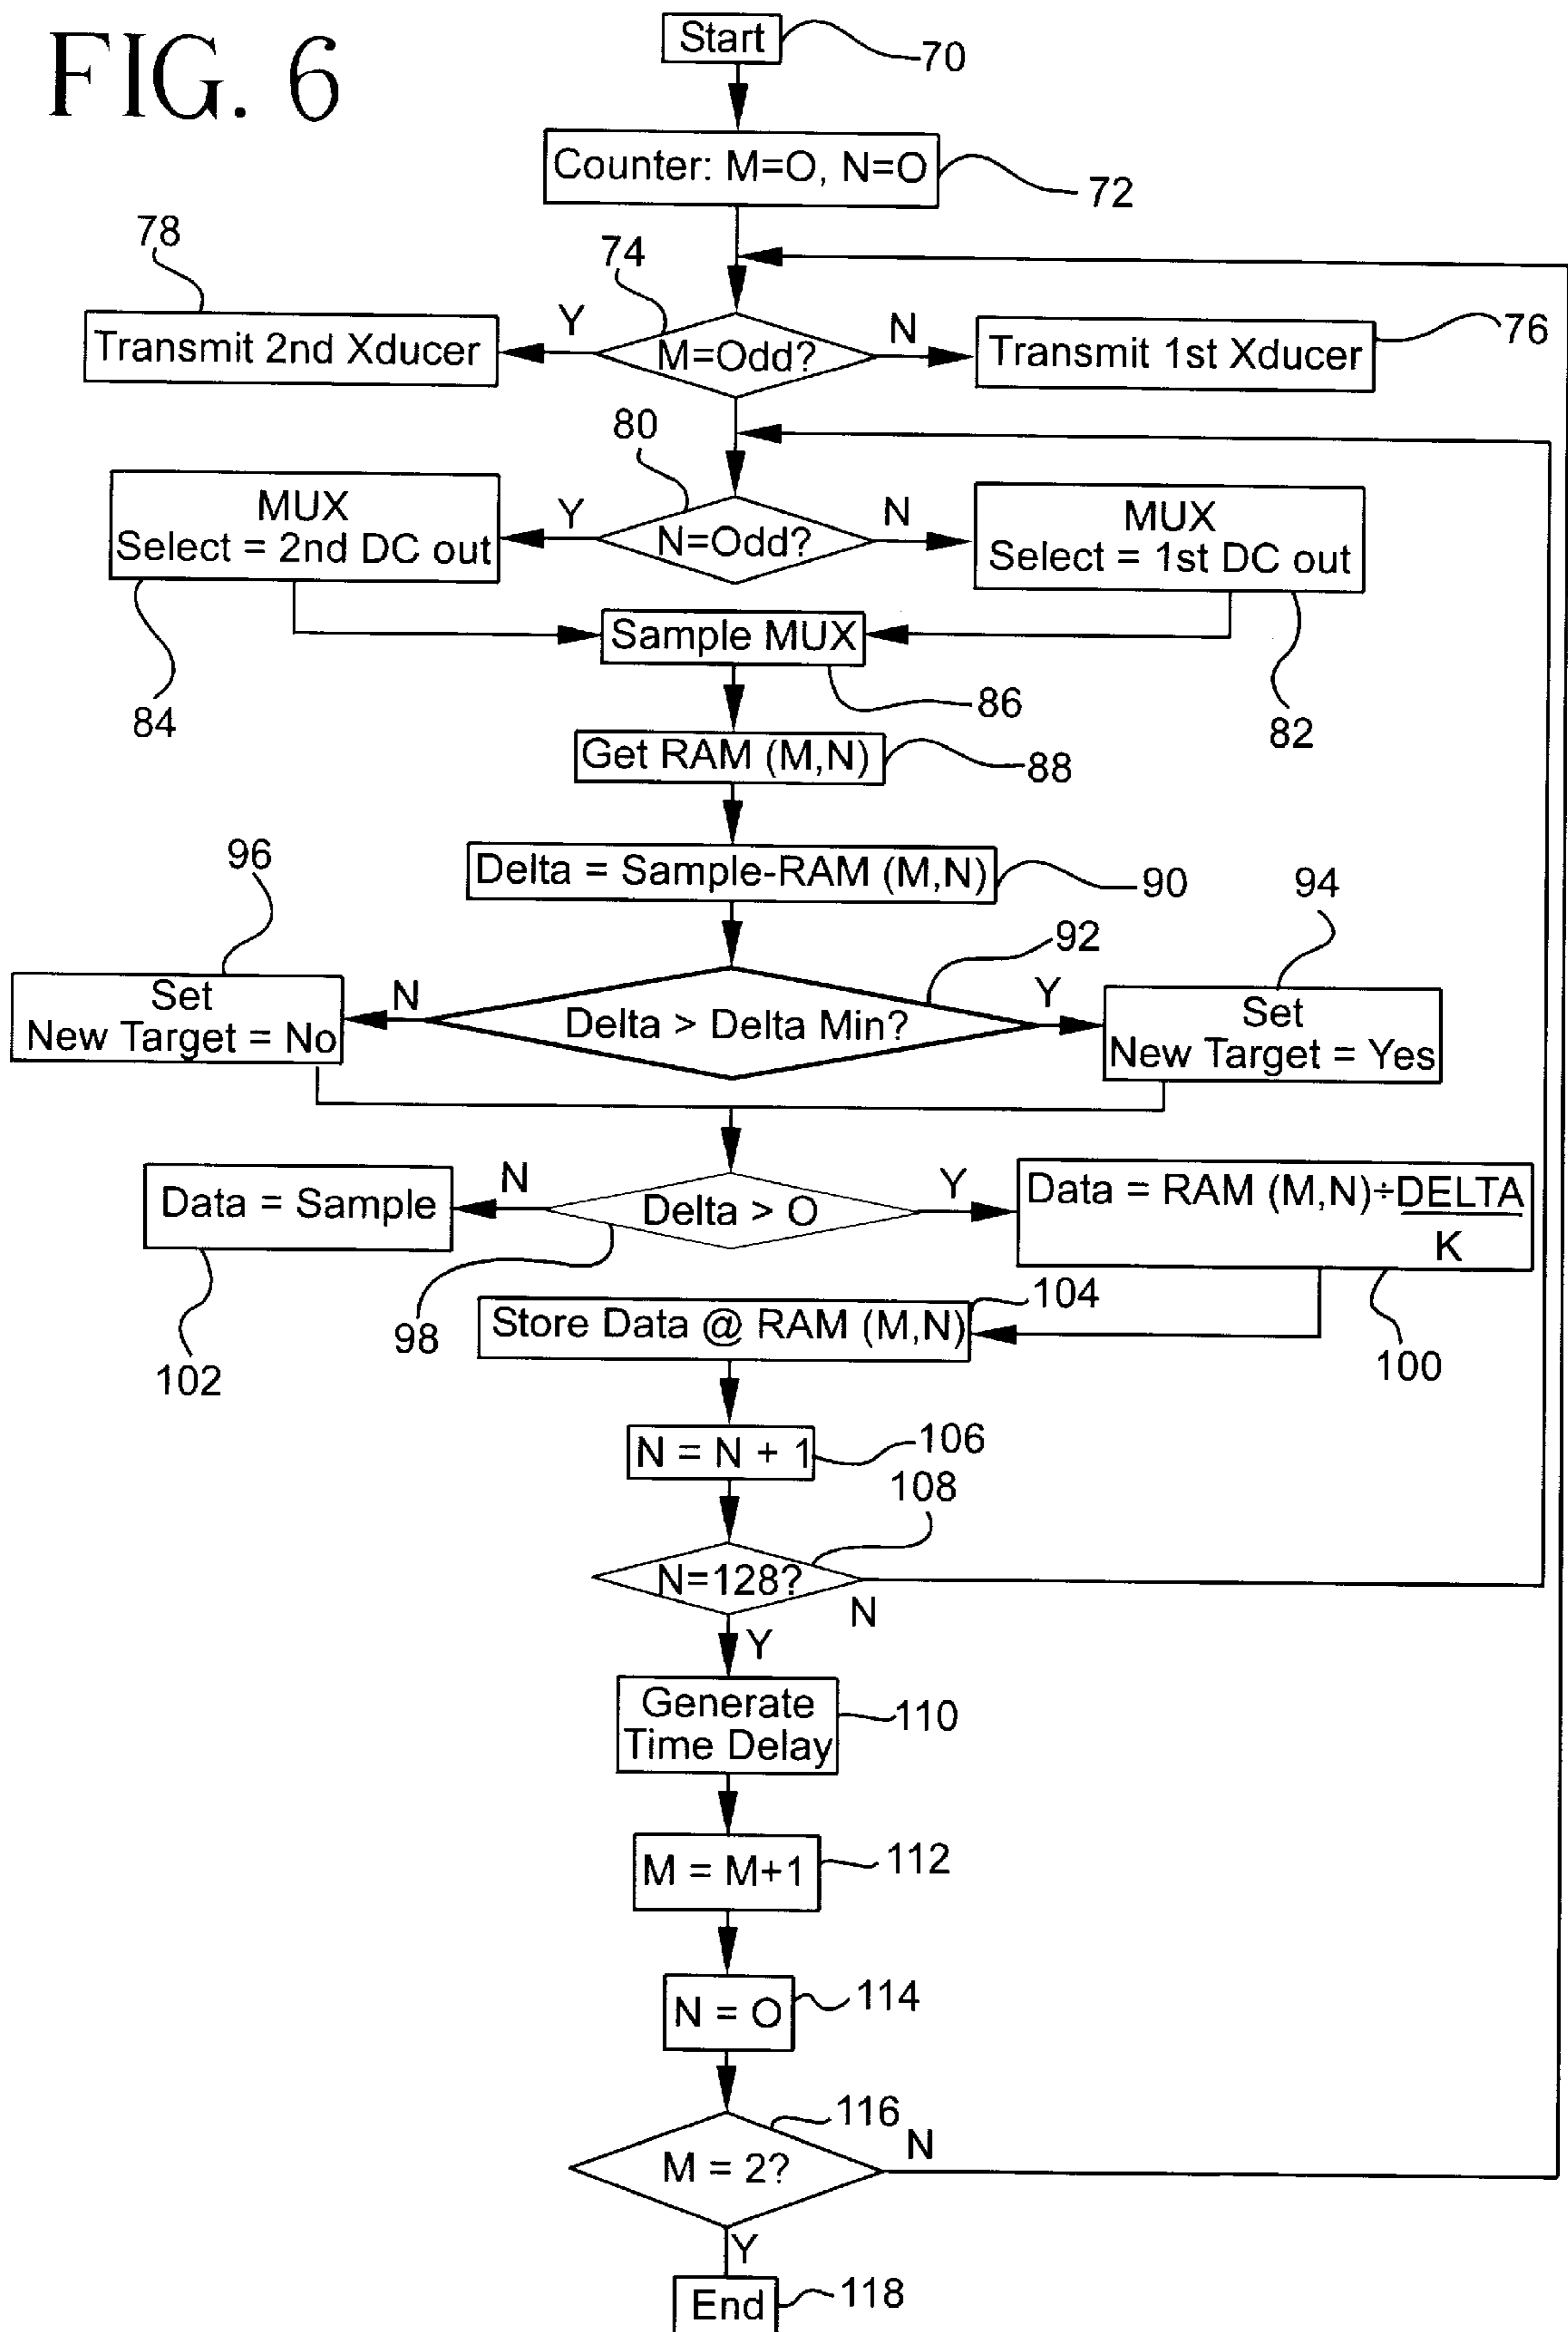 FIG. 6
Start
70
Counter: M=O, N=O
72
78
74
76
Transmit 2nd Xducer
Y
M=Odd?
N
Transmit 1st Xducer
80
MUX
Select = 2nd DC out
Y
N=Odd?
N
MUX
Select = 1st DC out
Sample MUX
84
86
82
Get RAM (M,N)
88
96
Delta = Sample-RAM (M,N)
90
94
92
Set
New Target = No
N
Delta > Delta Min?
Y
Set
New Target = Yes
Data = Sample
N
Delta > O
Y
Data = RAM (M,N)÷DELTA
K
102
98
Store Data @ RAM (M,N)
104
100
N = N + 1
106
108
N=128?
N
Y
Generate
Time Delay
110
M = M+1
112
N = O
114
116
M = 2?
N
Y
End
118